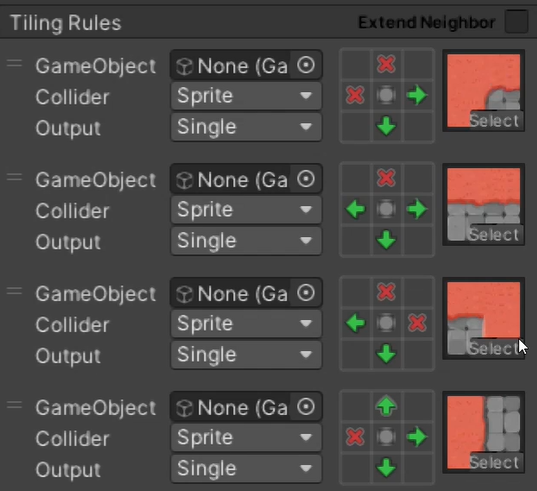 Tiling Rules Extend Neighbor
GameObject None (Ga
Collider Sprite
Output Single
Select
GameObject None (Ga
Collider Sprite
Output Single
Select
GameObject None (Ga
Collider Sprite
Output Single
Select
GameObject None (Ga
Collider Sprite
Output Single
Select